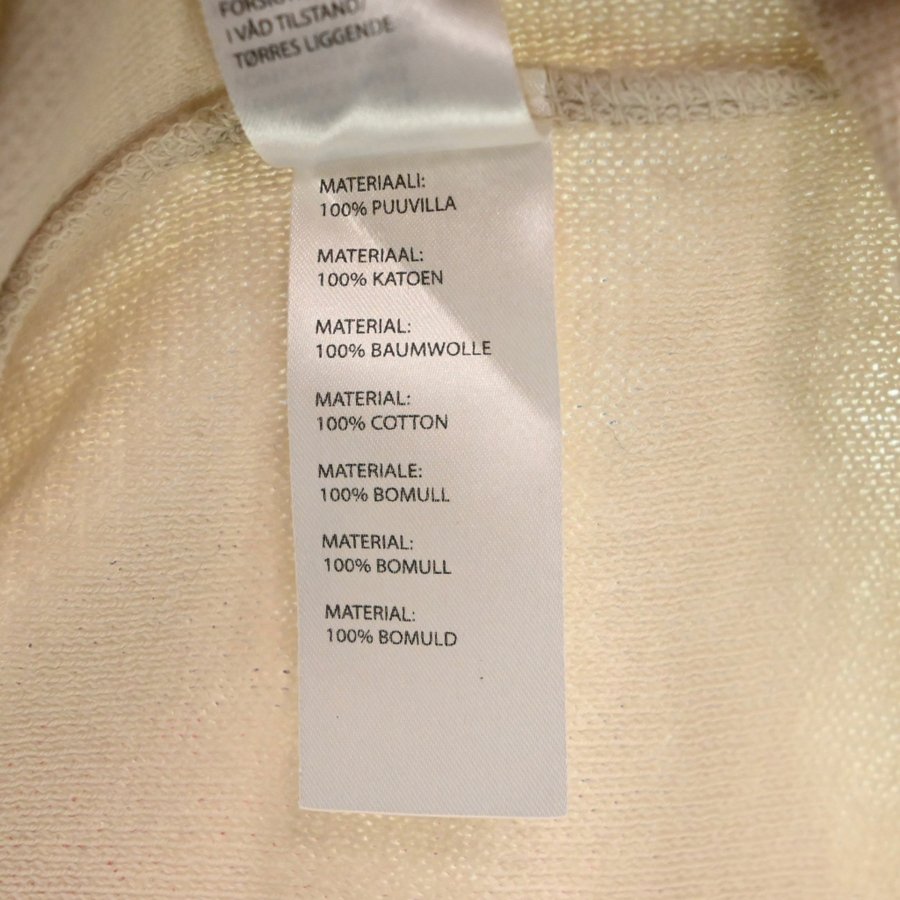 I VÅD TILSTAND/
TØRRES LIGGENDE
MATERIAALI:
100% PUUVILLA
MATERIAAL:
100% KATOEN
MATERIAL:
100% BAUMWOLLE
MATERIAL:
100% COTTON
MATERIALE:
100% BOMULL
MATERIAL:
100% BOMULL
MATERIAL:
100% BOMULD